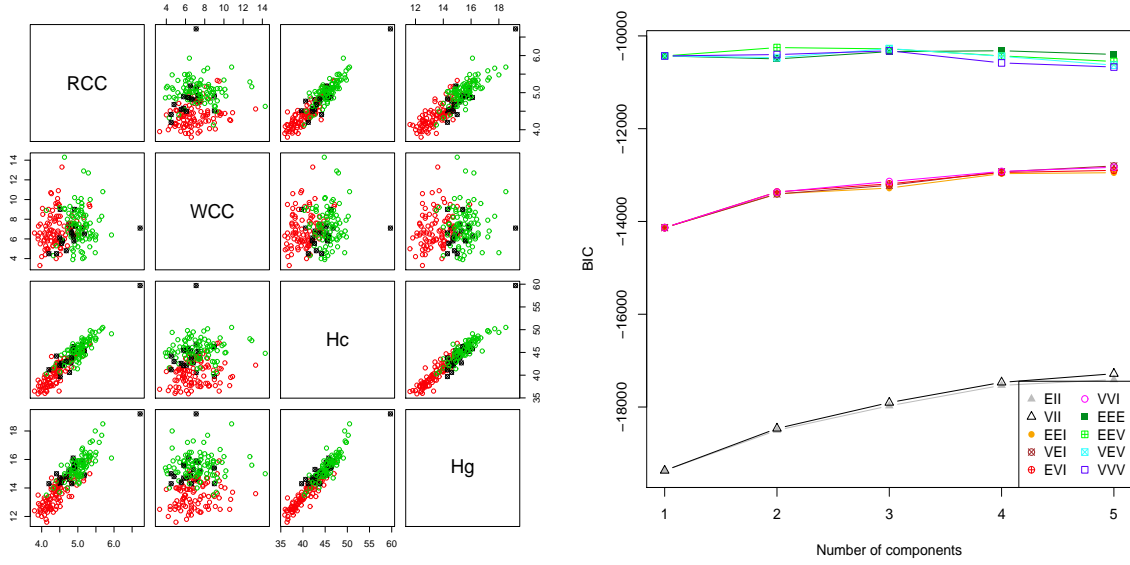 4 6 8 10 12 14
12 14 16 18
RCC
4.0 5.0 6.0
4 6 8 10 12 14
WCC
Hc
35 40 45 50 55 60
12 14 16 18
Hg
4.0 5.0 6.0
35 40 45 50 55 60
BIC
-10000
-12000
-14000
-16000
-18000
EII
VII
EEI
VEI
EVI
VVI
EEE
EEV
VEV
VVV
1 2 3 4 5
Number of components